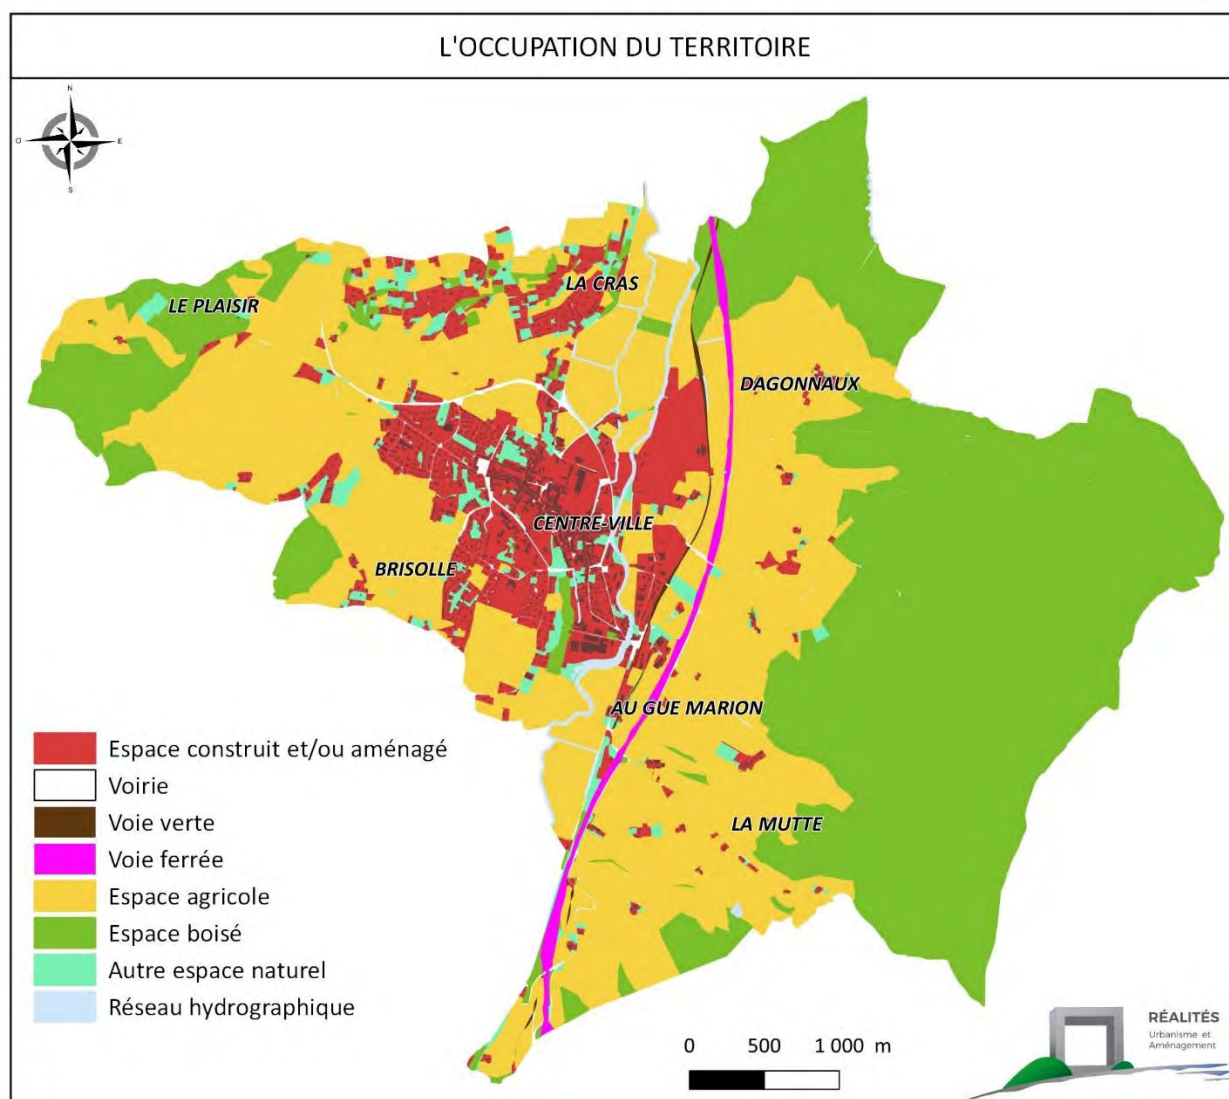 L'OCCUPATION DU TERRITOIRE
N
O
E
S
LA CRAS
LE PLAISIR
DAGONNAUX
CENTRE-VILLE
BRISOLLE
AU GUE MARION
LA MUTTE
Espace construit et/ou aménagé
Voirie
Voie verte
Voie ferrée
Espace agricole
Espace boisé
Autre espace naturel
Réseau hydrographique
0 500 1 000 m
RÉALITÉS
Urbanisme et
Aménagement